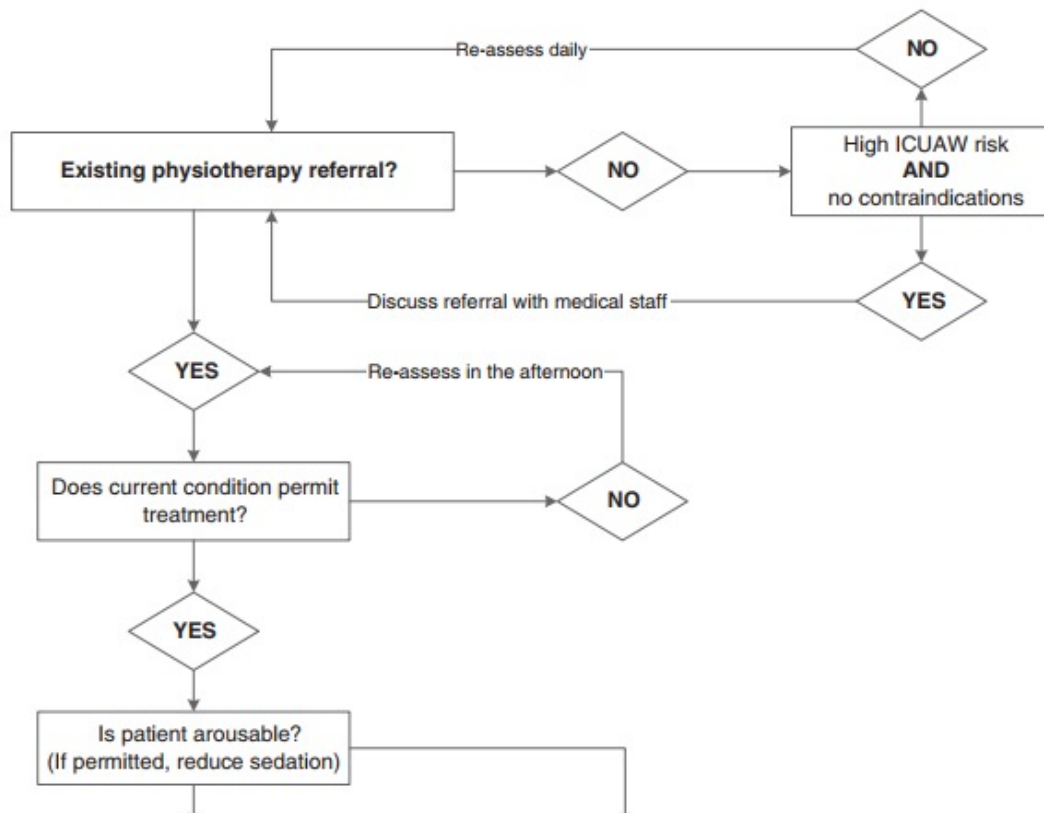 NO
Re-assess daily
Existing physiotherapy referral?
NO
High ICUAW risk
AND
no contraindications
Discuss referral with medical staff
YES
YES
Re-assess in the afternoon
Does current condition permit
treatment?
NO
YES
Is patient arousable?
(If permitted, reduce sedation)